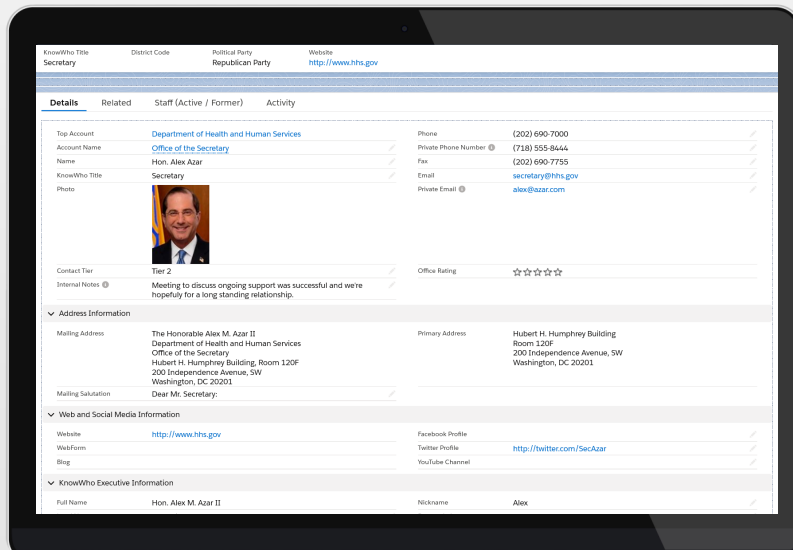 KnowWho Title District Code Political Party Website
Secretary Republican Party http://www.hhs.gov
Details Related Staff (Active / Former) Activity
Top Account Department of Health and Human Services
Account Name Office of the Secretary
Name Hon. Alex Azar
KnowWho Title Secretary
Photo
Phone (202) 690-7000
Private Phone Number (718) 555-8444
Fax (202) 690-7755
Email secretary@hhs.gov
Private Email alex@azar.com
Contact Tier Tier 2
Office Rating
Internal Notes Meeting to discuss ongoing support was successful and we're
hopefuly for a long standing relationship.
Address Information
Mailing Address The Honorable Alex M. Azar II
Department of Health and Human Services
Office of the Secretary
Hubert H. Humphrey Building, Room 120F
200 Independence Avenue, SW
Washington, DC 20201
Primary Address Hubert H. Humphrey Building
Room 120F
200 Independence Avenue, SW
Washington, DC 20201
Mailing Salutation Dear Mr. Secretary:
Web and Social Media Information
Website http://www.hhs.gov
WebForm
Blog
Facebook Profile
Twitter Profile http://twitter.com/SecAzar
YouTube Channel
KnowWho Executive Information
Full Name Hon. Alex M. Azar II
Nickname Alex